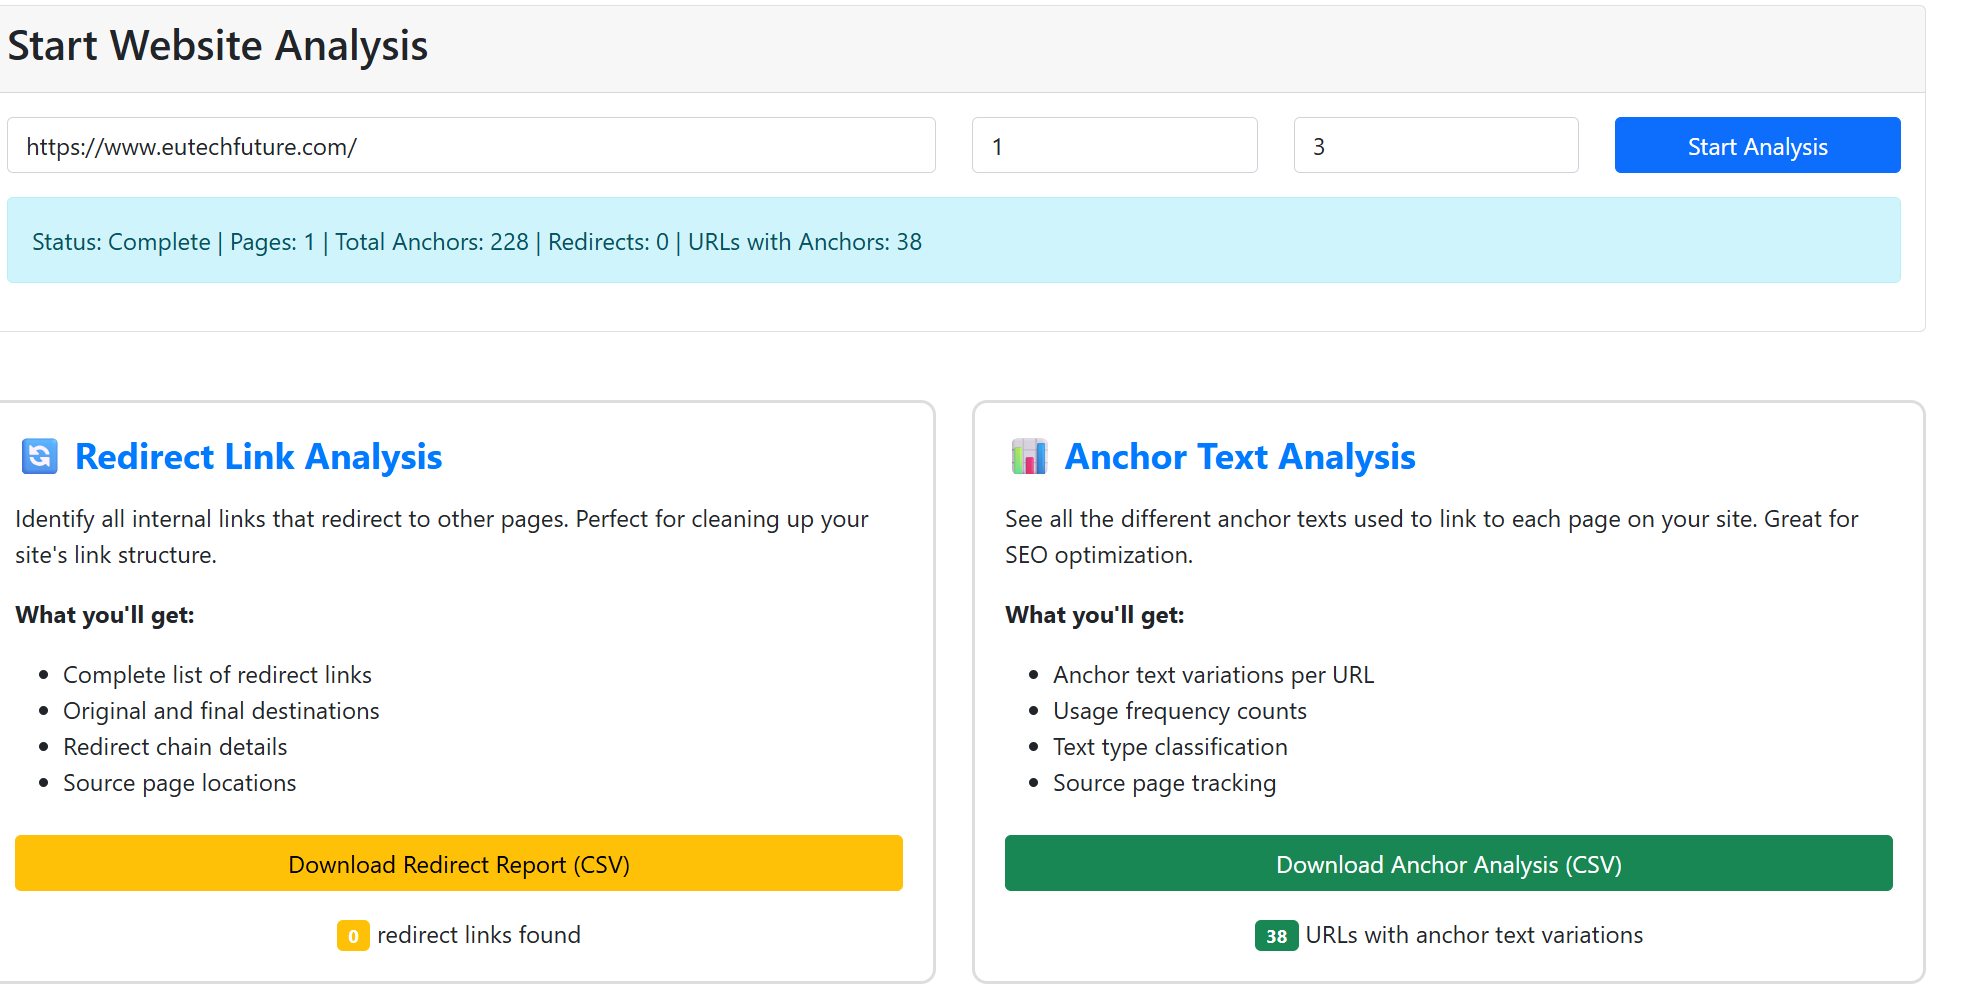 Start Website Analysis
https://www.eutechfuture.com/
1
3
Start Analysis
Status: Complete | Pages: 1 | Total Anchors: 228 | Redirects: 0 | URLs with Anchors: 38
Redirect Link Analysis
Identify all internal links that redirect to other pages. Perfect for cleaning up your
site's link structure.
What you'll get:
• Complete list of redirect links
• Original and final destinations
• Redirect chain details
• Source page locations
Download Redirect Report (CSV)
0 redirect links found
Anchor Text Analysis
See all the different anchor texts used to link to each page on your site. Great for
SEO optimization.
What you'll get:
• Anchor text variations per URL
• Usage frequency counts
• Text type classification
• Source page tracking
Download Anchor Analysis (CSV)
38 URLs with anchor text variations